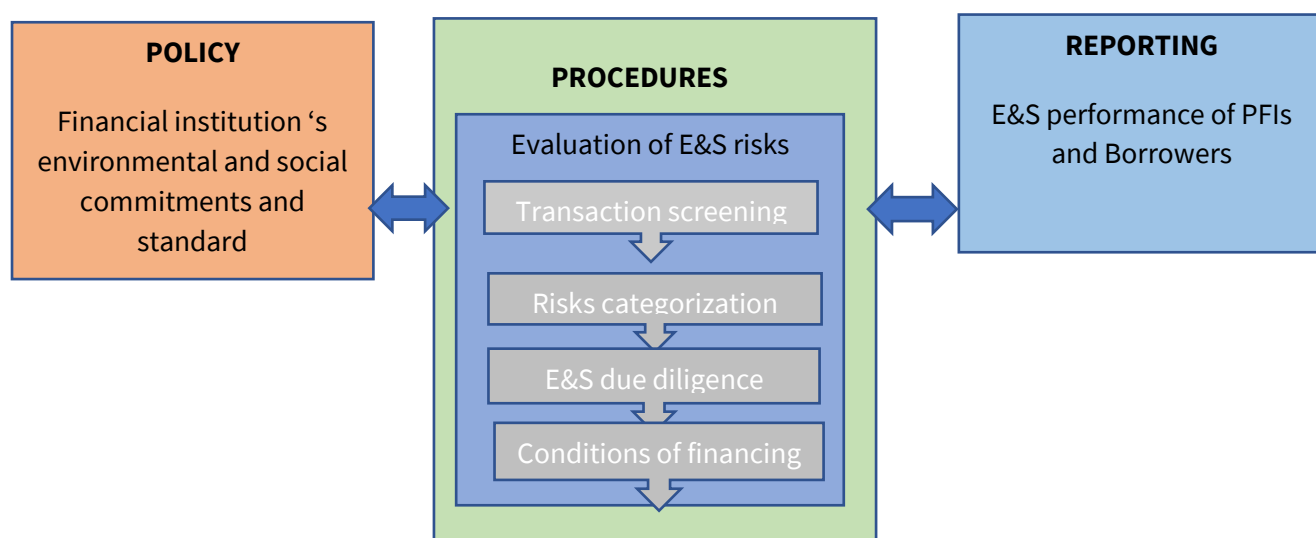 POLICY
Financial institution ‘s
environmental and social
commitments and
standard
PROCEDURES
Evaluation of E&S risks
Transaction screening
Risks categorization
E&S due diligence
Conditions of financing
REPORTING
E&S performance of PFIs
and Borrowers